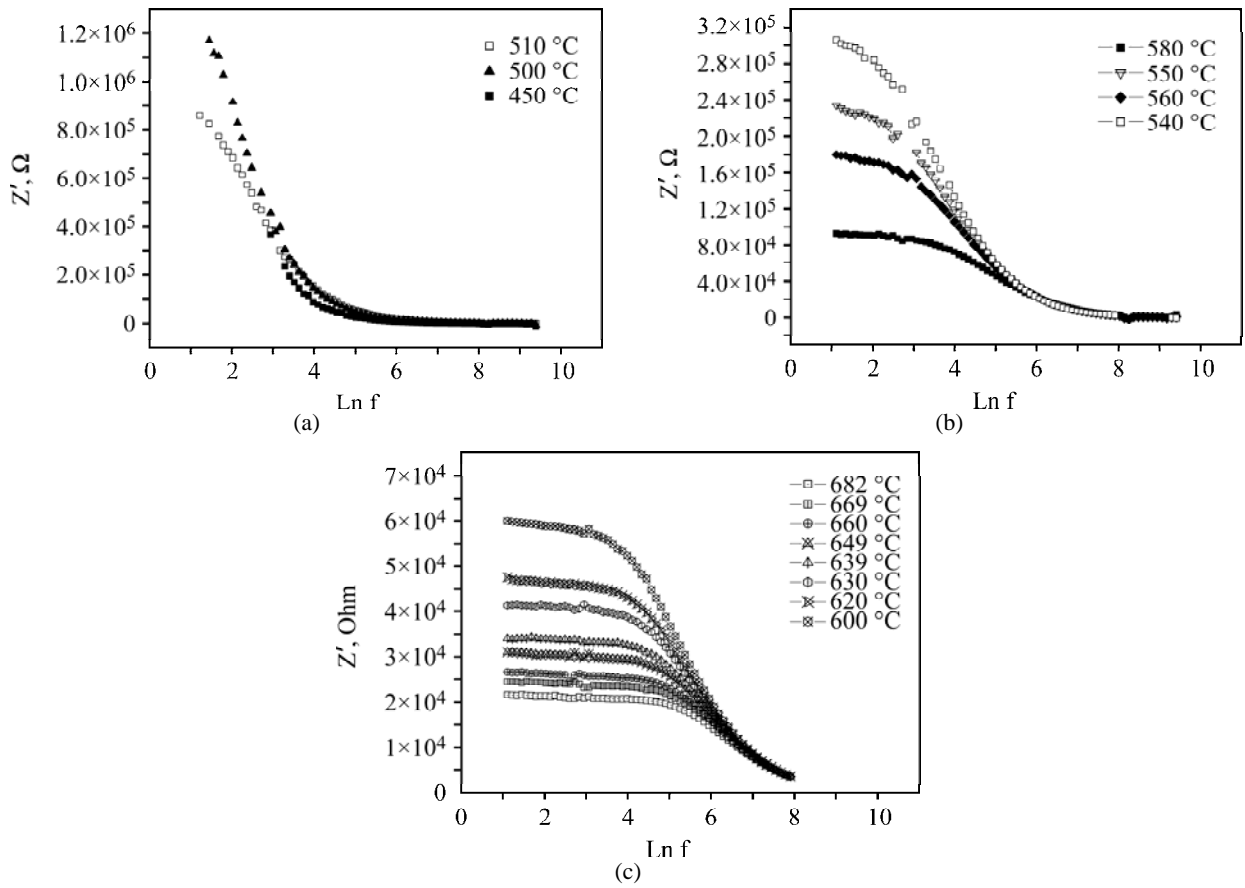 1.2×10⁶
1.0×10⁶
8.0×10⁵
6.0×10⁵
4.0×10⁵
2.0×10⁵
0
Z′, Ω
510 °C
500 °C
450 °C
0 2 4 6 8 10
Ln f
(a)
3.2×10⁵
2.8×10⁵
2.4×10⁵
2.0×10⁵
1.6×10⁵
1.2×10⁵
8.0×10⁴
4.0×10⁴
0
Z′, Ω
580 °C
550 °C
560 °C
540 °C
0 2 4 6 8 10
Ln f
(b)
7×10⁴
6×10⁴
5×10⁴
4×10⁴
3×10⁴
2×10⁴
1×10⁴
0
Z′, Ohm
682 °C
669 °C
660 °C
649 °C
639 °C
630 °C
620 °C
600 °C
0 2 4 6 8 10
Ln f
(c)